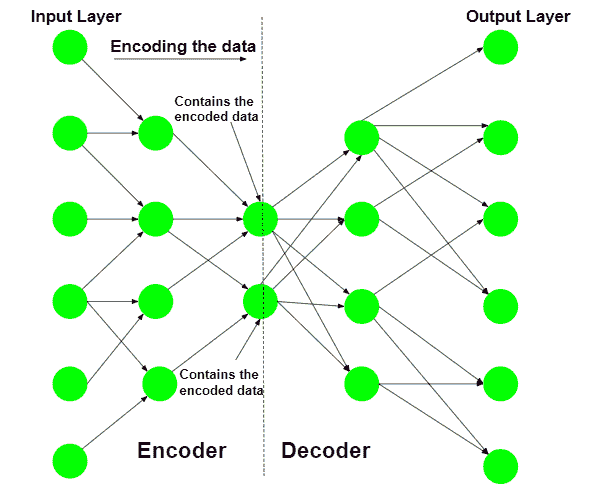 Input Layer
Output Layer
Encoding the data
Contains the
encoded data
Contains the
encoded data
Encoder
Decoder